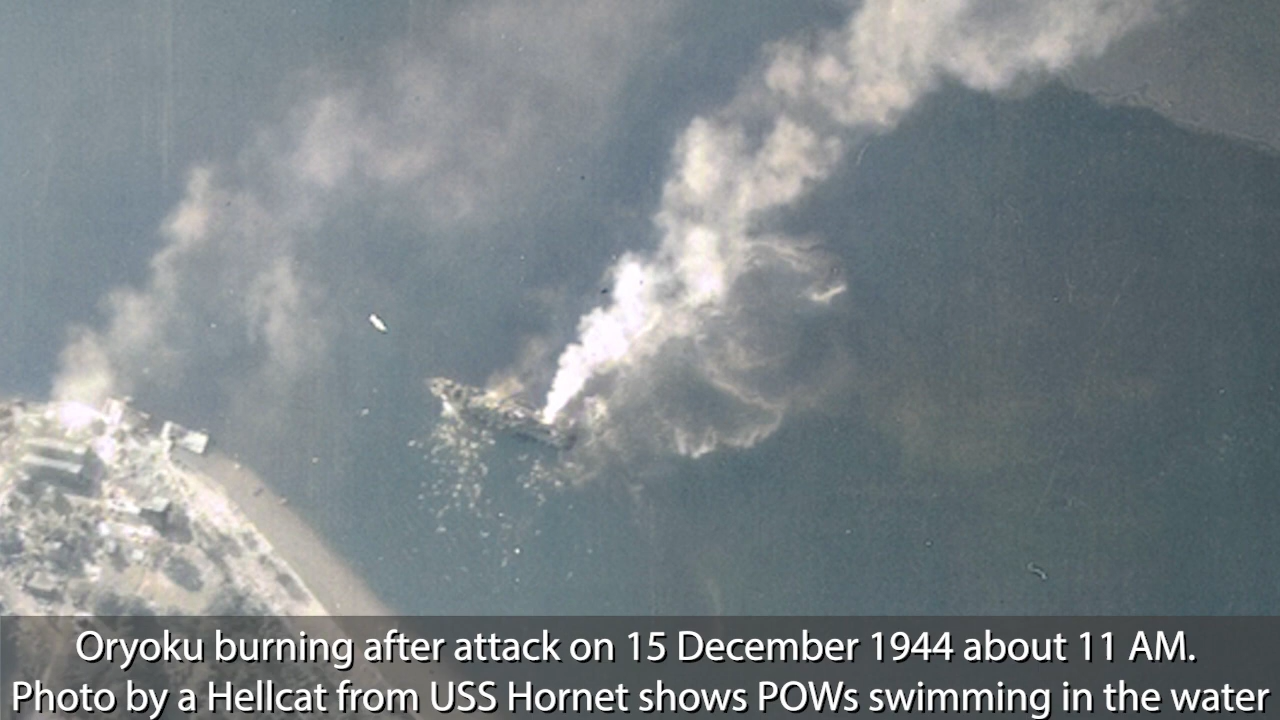 Oryoku burning after attack on 15 December 1944 about 11 AM.
Photo by a Hellcat from USS Hornet shows POWs swimming in the water